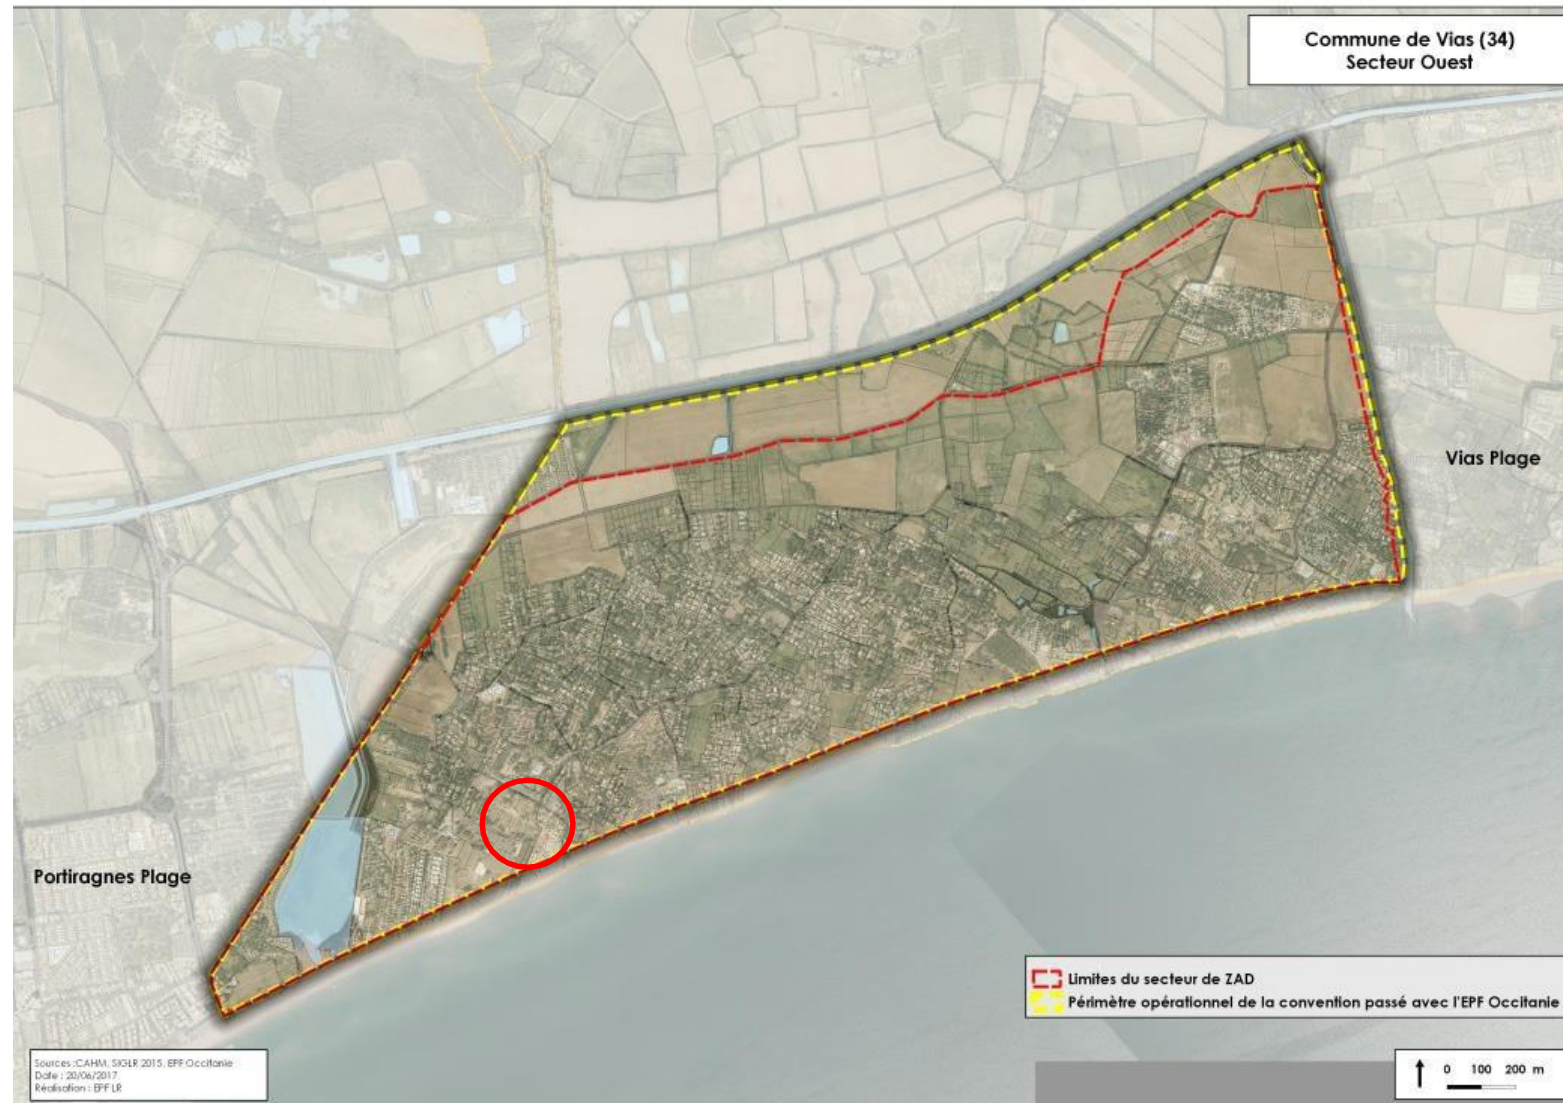 Commune de Vias (34)
Secteur Ouest
Vias Plage
Portiragnes Plage
Limites du secteur de ZAD
Périmètre opérationnel de la convention passé avec l'EPF Occitanie
Sources :CAHM, SIGLR 2015, EPF Occitanie
Date : 20/06/2017
Réalisation : EPF LR
0 100 200 m